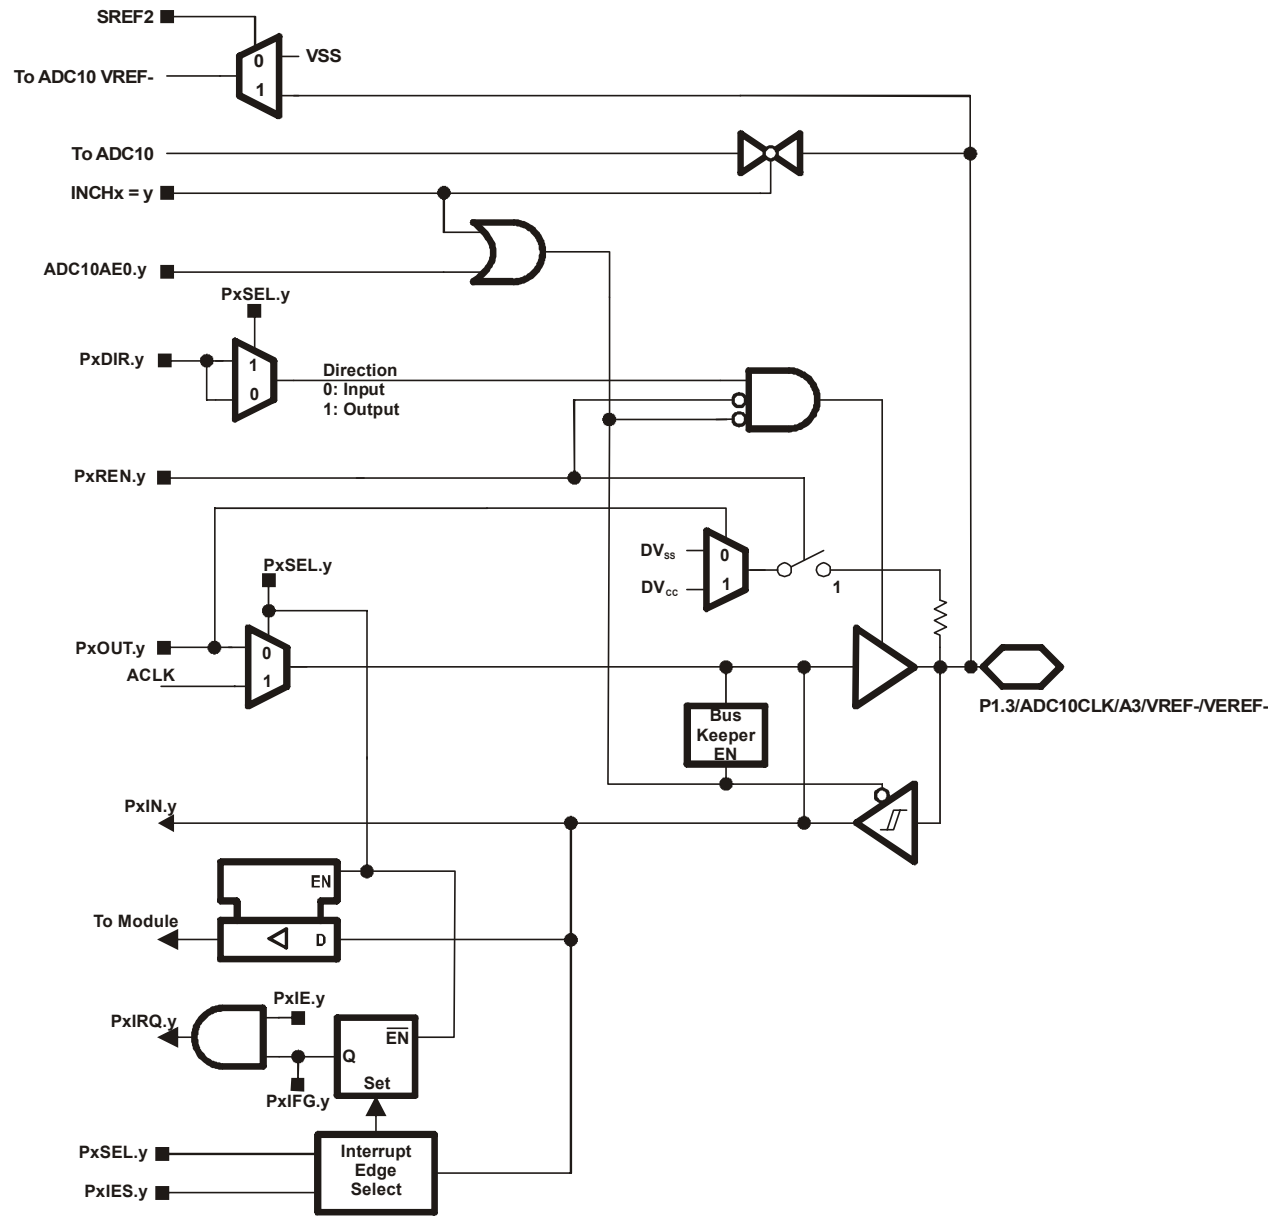 SREF2
0
VSS
To ADC10 VREF-
1
To ADC10
INCHx = y
ADC10AE0.y
PxSEL.y
PxDIR.y
1
0
Direction
0: Input
1: Output
PxREN.y
DVSS
0
DVCC
1
1
PxSEL.y
PxOUT.y
0
ACLK
1
P1.3/ADC10CLK/A3/VREF-/VEREF-
Bus
Keeper
EN
PxIN.y
EN
To Module
D
PxIE.y
PxIRQ.y
EN
Q
Set
PxIFG.y
PxSEL.y
PxIES.y
Interrupt
Edge
Select